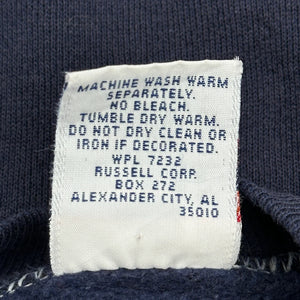 MACHINE WASH WARM
SEPARATELY.
NO BLEACH.
TUMBLE DRY WARM.
DO NOT DRY CLEAN OR
IRON IF DECORATED.
WPL 7232
RUSSELL CORP.
BOX 272
ALEXANDER CITY, AL
35010